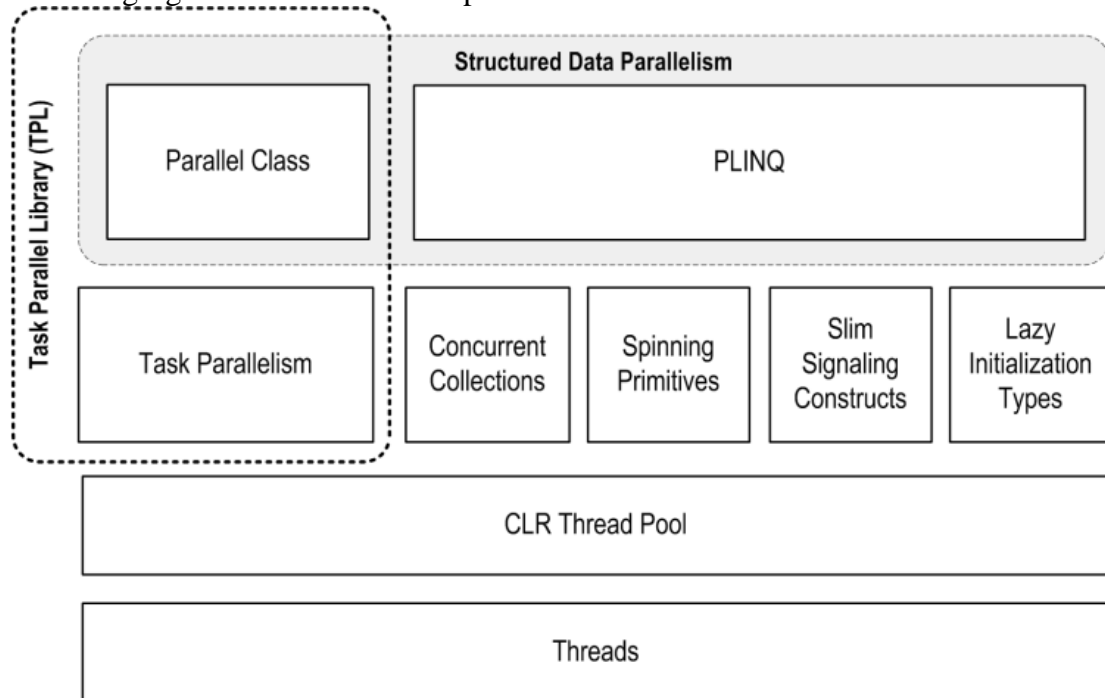 Structured Data Parallelism
Task Parallel Library (TPL)
Parallel Class
PLINQ
Task Parallelism
Concurrent
Collections
Spinning
Primitives
Slim
Signaling
Constructs
Lazy
Initialization
Types
CLR Thread Pool
Threads